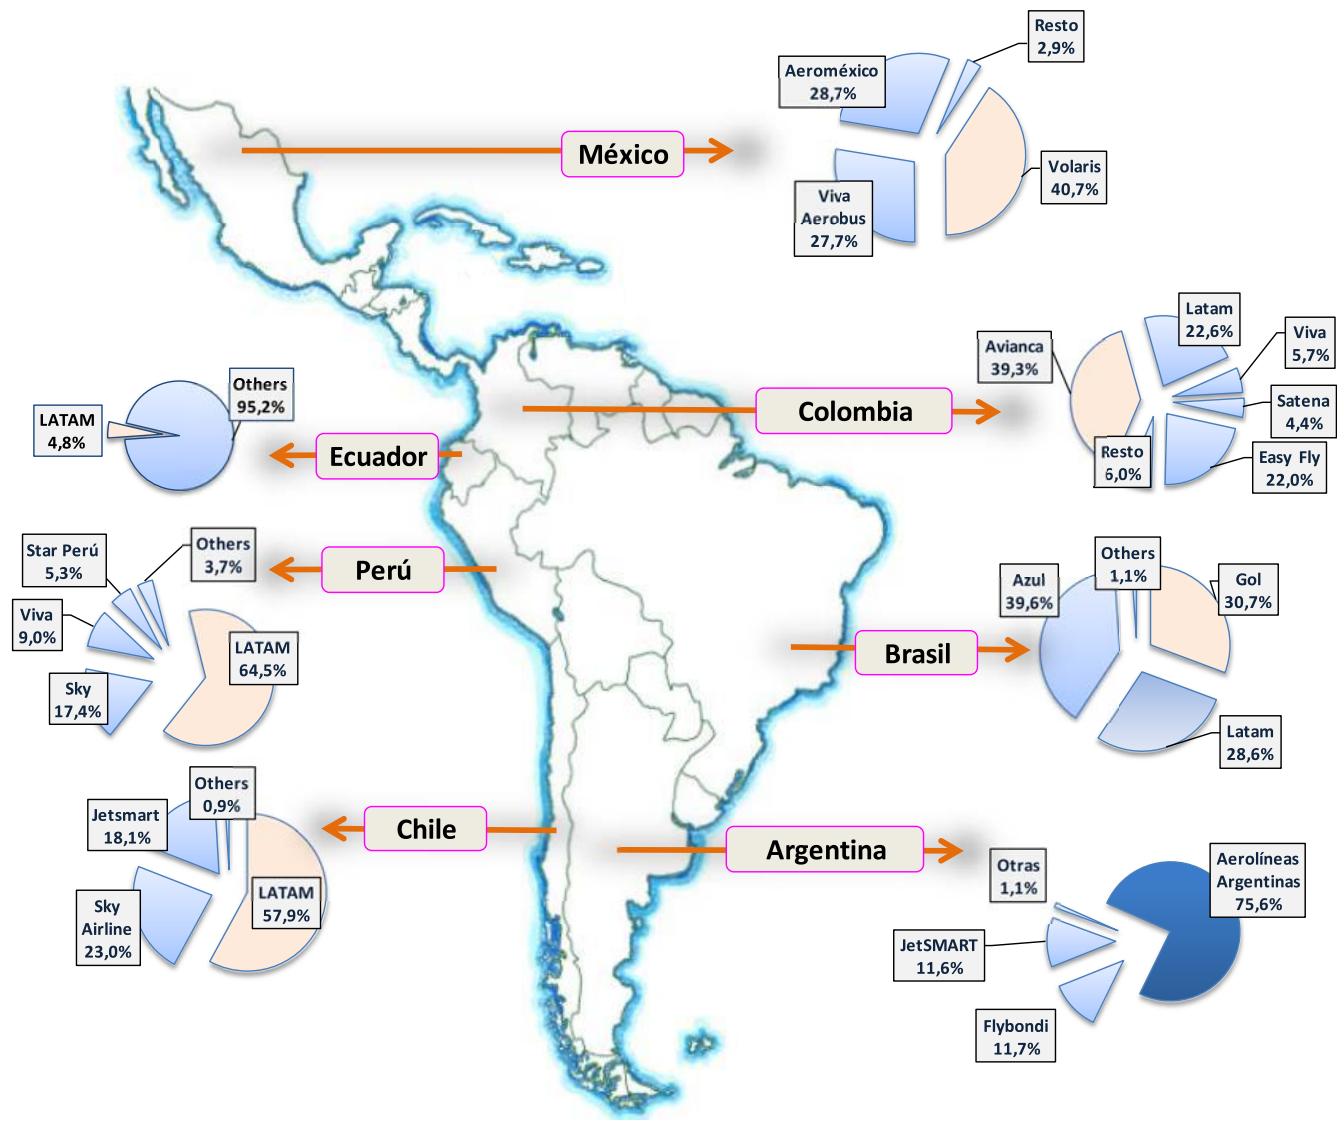 Resto
2,9%
Aeroméxico
28,7%
México
Volaris
40,7%
Viva
Aerobus
27,7%
Latam
22,6%
Viva
5,7%
Avianca
39,3%
Colombia
Satena
4,4%
Resto
6,0%
Easy Fly
22,0%
Others
95,2%
LATAM
4,8%
Ecuador
Star Perú
5,3%
Others
3,7%
Perú
Viva
9,0%
LATAM
64,5%
Sky
17,4%
Others
1,1%
Azul
39,6%
Gol
30,7%
Brasil
Latam
28,6%
Others
0,9%
Jetsmart
18,1%
Chile
LATAM
57,9%
Sky
Airline
23,0%
Argentina
Otras
1,1%
Aerolíneas
Argentinas
75,6%
JetSMART
11,6%
Flybondi
11,7%